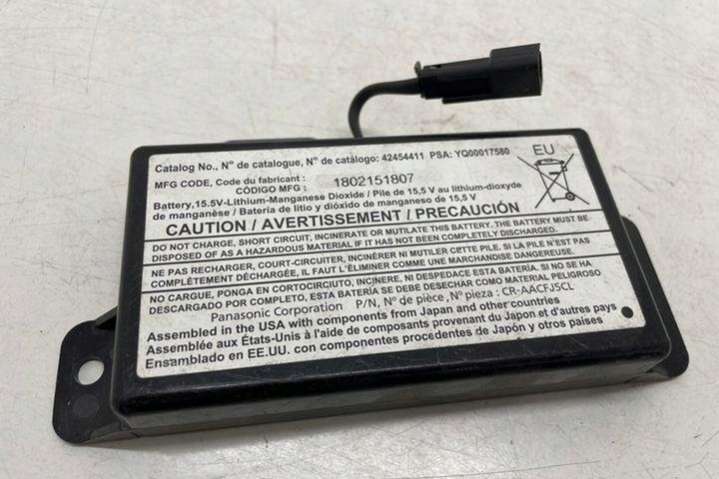 Catalog No., N° de catalogue, N° de catálogo: 42454411 PSA: YQ00017580
EU
MFG CODE, Code du fabricant :
CÓDIGO MFG : 1802151807
Battery,15.5V-Lithium-Manganese Dioxide / Pile de 15,5 V au lithium-dioxyde
de manganèse / Bateria de litio y dióxido de manganeso de 15,5 V
CAUTION / AVERTISSEMENT / PRECAUCIÓN
DO NOT CHARGE, SHORT CIRCUIT, INCINERATE OR MUTILATE THIS BATTERY. THE BATTERY MUST BE
DISPOSED OF AS A HAZARDOUS MATERIAL IF IT HAS NOT BEEN COMPLETELY DISCHARGED.
NE PAS RECHARGER, COURT-CIRCUITER, INCINÉRER NI MUTILER CETTE PILE. SI LA PILE N'EST PAS
COMPLÈTEMENT DÉCHARGÉE, IL FAUT L'ÉLIMINER COMME UNE MARCHANDISE DANGEREUSE.
NO CARGUE, PONGA EN CORTOCIRCUITO, INCINERE, NI DESPEDACE ESTA BATERÍA. SI NO SE HA
DESCARGADO POR COMPLETO, ESTA BATERÍA SE DEBE DESECHAR COMO MATERIAL PELIGROSO
Panasonic Corporation P/N, N° de pièce, N° pieza : CR-AACFJ5CL
Assembled in the USA with components from Japan and other countries
Assemblée aux États-Unis à l'aide de composants provenant du Japon et d'autres pays
Ensamblado en EE.UU. con componentes procedentes de Japón y otros países